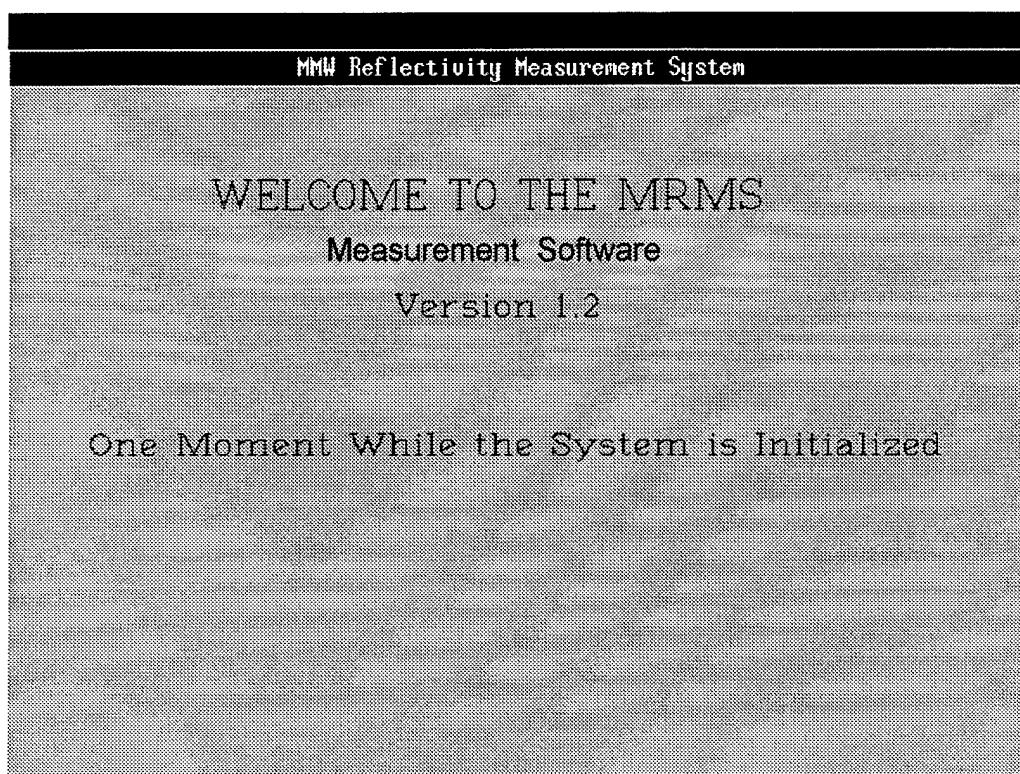 MMW Reflectivity Measurement System
WELCOME TO THE MRMS
Measurement Software
Version 1.2
One Moment While the System is Initialized